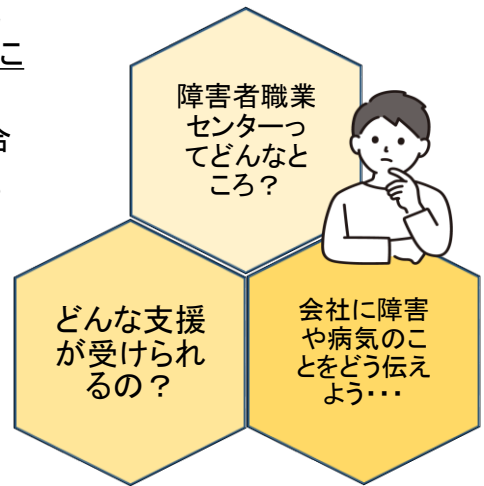 こ
合
障害者職業
センターっ
てどんなと
ころ？
どんな支援
が受けられ
るの？
会社に障害
や病気のこ
とをどう伝え
よう・・・